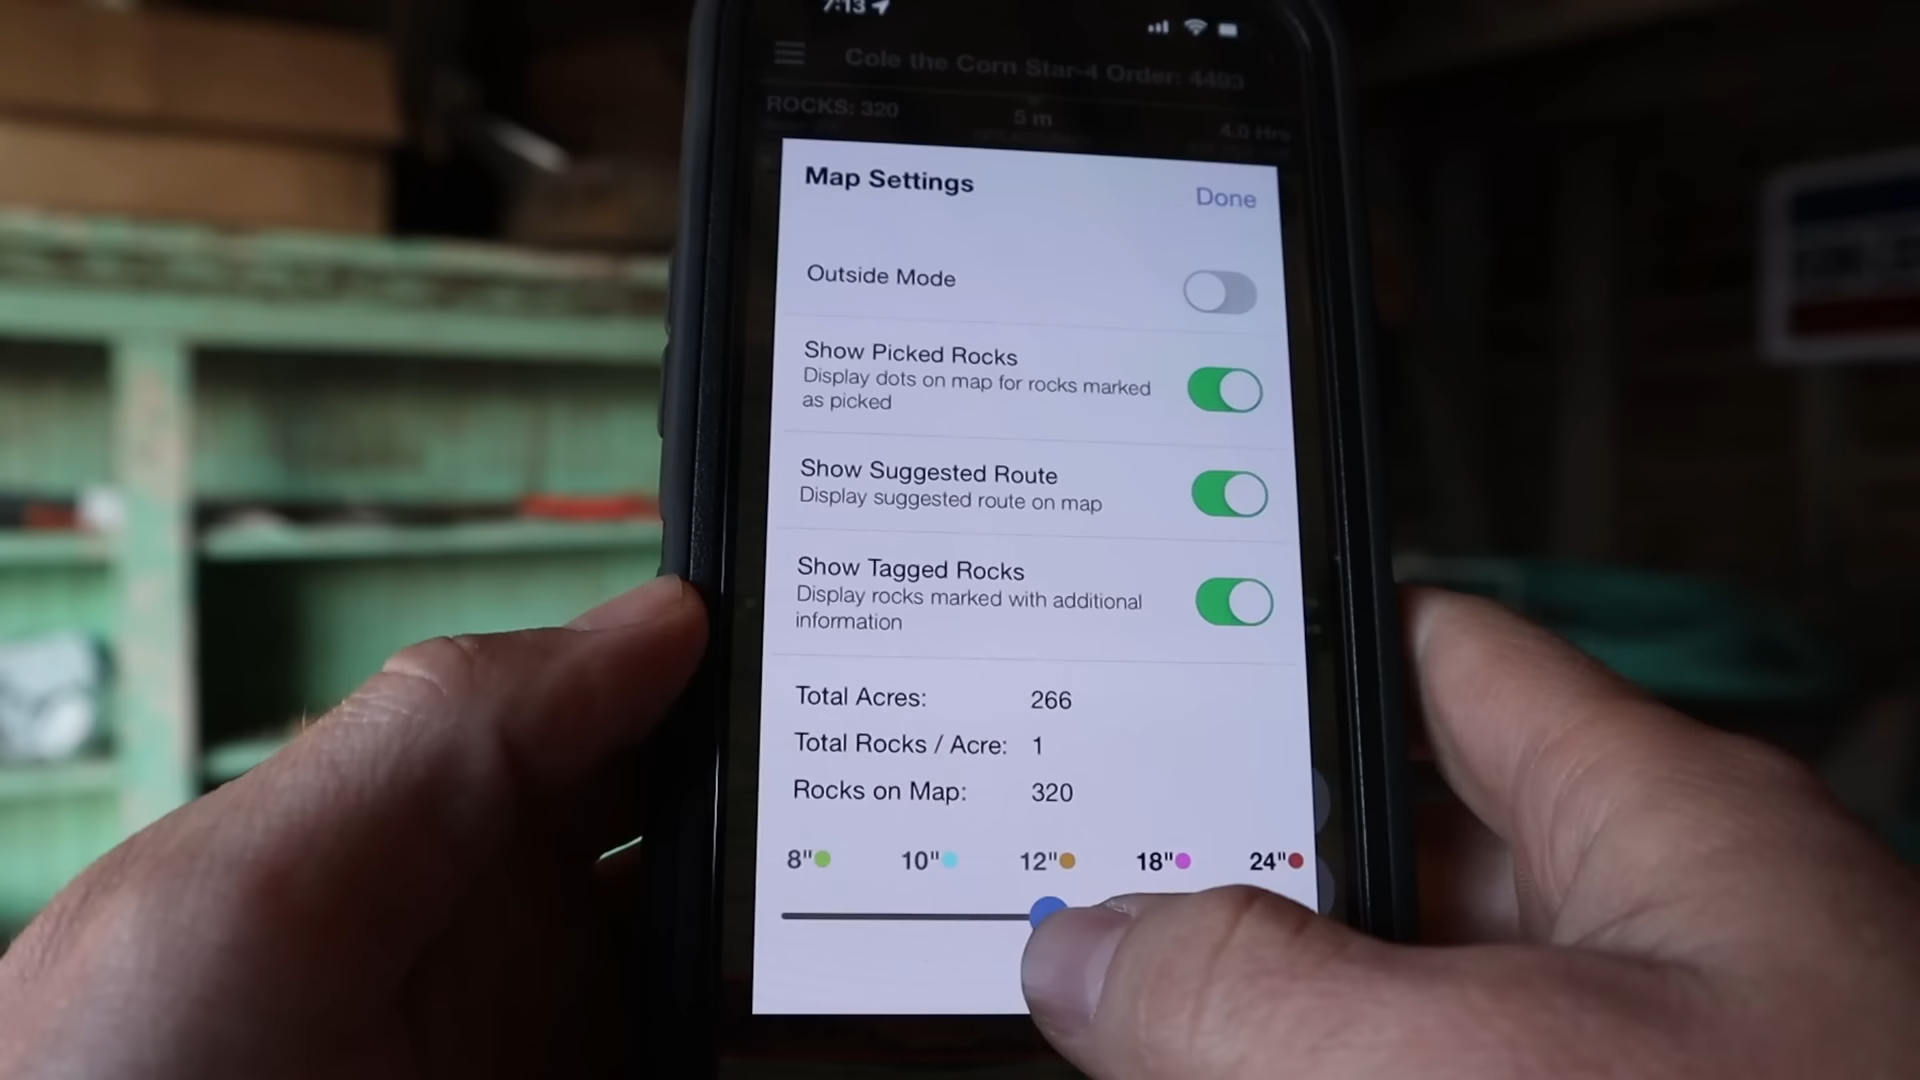 7:13
Cole the Corn Star-4 Order: 4493
ROCKS: 320
5 m
4.0 Hrs
Map Settings
Done
Outside Mode
Show Picked Rocks
Display dots on map for rocks marked
as picked
Show Suggested Route
Display suggested route on map
Show Tagged Rocks
Display rocks marked with additional
information
Total Acres: 266
Total Rocks / Acre: 1
Rocks on Map: 320
8" 10" 12" 18" 24"